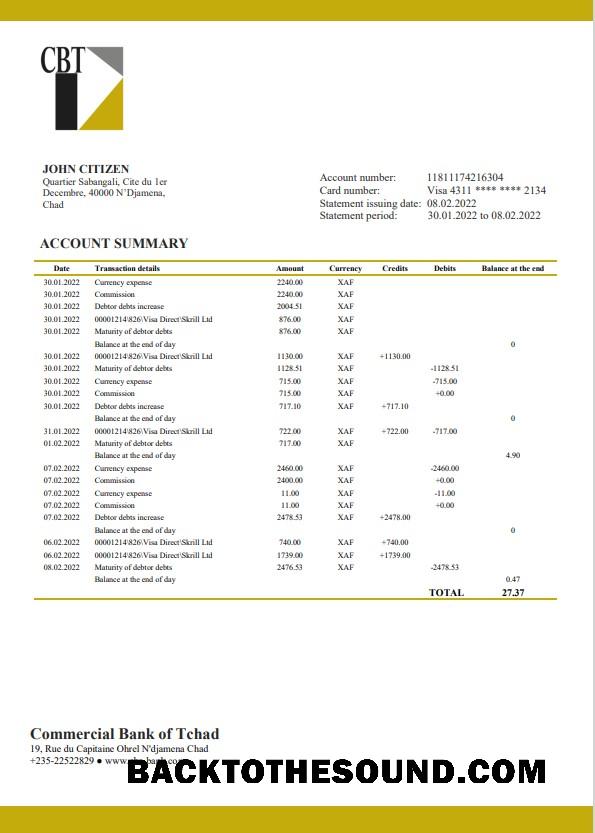 CBT
JOHN CITIZEN
Quartier Sabangali, Cite du 1er
Decembre, 40000 N'Djamena,
Chad
Account number: 11811174216304
Card number: Visa 4311 **** **** 2134
Statement issuing date: 08.02.2022
Statement period: 30.01.2022 to 08.02.2022
ACCOUNT SUMMARY
Date Transaction details Amount Currency Credits Debits Balance at the end
30.01.2022 Currency expense 2240.00 XAF
30.01.2022 Commission 2240.00 XAF
30.01.2022 Debtor debts increase 2004.51 XAF
30.01.2022 00001214\826\Visa Direct\Skrill Ltd 876.00 XAF
30.01.2022 Maturity of debtor debts 876.00 XAF
Balance at the end of day 0
30.01.2022 00001214\826\Visa Direct\Skrill Ltd 1130.00 XAF +1130.00
30.01.2022 Maturity of debtor debts 1128.51 XAF -1128.51
30.01.2022 Currency expense 715.00 XAF -715.00
30.01.2022 Commission 715.00 XAF +0.00
30.01.2022 Debtor debts increase 717.10 XAF +717.10
Balance at the end of day 0
31.01.2022 00001214\826\Visa Direct\Skrill Ltd 722.00 XAF +722.00 -717.00
01.02.2022 Maturity of debtor debts 717.00 XAF
Balance at the end of day 4.90
07.02.2022 Currency expense 2460.00 XAF -2460.00
07.02.2022 Commission 2400.00 XAF +0.00
07.02.2022 Currency expense 11.00 XAF -11.00
07.02.2022 Commission 11.00 XAF +0.00
07.02.2022 Debtor debts increase 2478.53 XAF +2478.00
Balance at the end of day 0
06.02.2022 00001214\826\Visa Direct\Skrill Ltd 740.00 XAF +740.00
06.02.2022 00001214\826\Visa Direct\Skrill Ltd 1739.00 XAF +1739.00
08.02.2022 Maturity of debtor debts 2476.53 XAF -2478.53
Balance at the end of day 0.47
TOTAL 27.37
Commercial Bank of Tchad
19, Rue du Capitaine Ohrel N'djamena Chad
+235-22522829 ●
BACKTOTHESOUND.COM